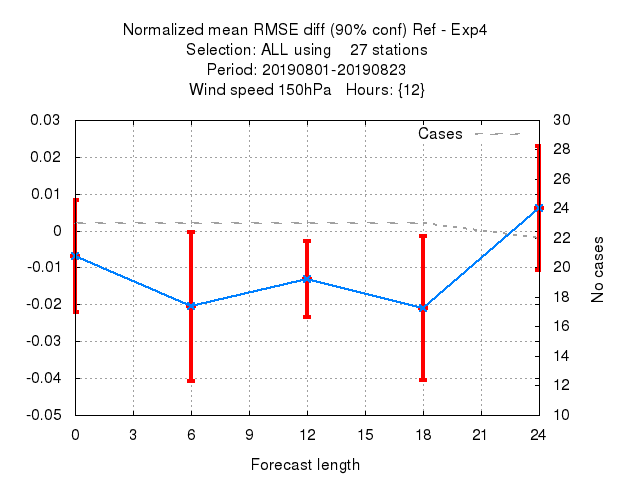 Normalized mean RMSE diff (90% conf) Ref - Exp4
Selection: ALL using    27 stations
Period: 20190801-20190823
Wind speed 150hPa   Hours: {12}
Cases
0.03
0.02
0.01
0
-0.01
-0.02
-0.03
-0.04
-0.05
30
28
26
24
22
20
18
16
14
12
10
No cases
0 3 6 9 12 15 18 21 24
Forecast length